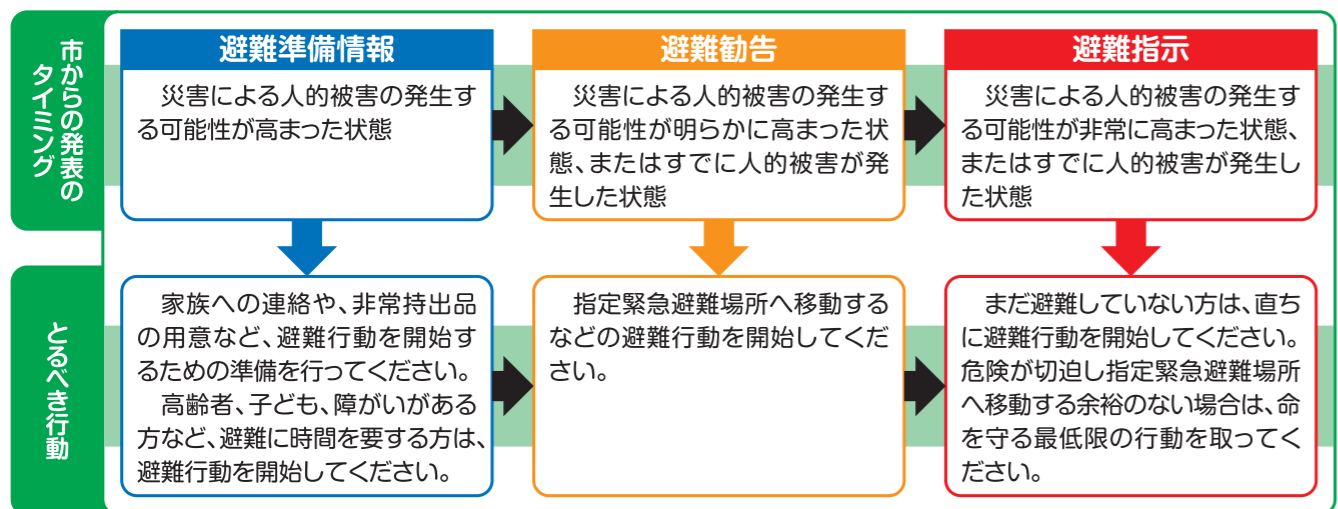 市からの発表の
タイミング
避難準備情報
災害による人的被害の発生す
る可能性が高まった状態
避難勧告
災害による人的被害の発生す
る可能性が明らかに高まった状
態、またはすでに人的被害が発
生した状態
避難指示
災害による人的被害の発生す
る可能性が非常に高まった状態、
またはすでに人的被害が発生し
た状態
とるべき行動
家族への連絡や、非常持出品
の用意など、避難行動を開始す
るための準備を行ってください。
高齢者、子ども、障がいがある
方など、避難に時間を要する方は、
避難行動を開始してください。
指定緊急避難場所へ移動する
などの避難行動を開始してくだ
さい。
まだ避難していない方は、直ち
に避難行動を開始してください。
危険が切迫し指定緊急避難場所
へ移動する余裕のない場合は、命
を守る最低限の行動を取ってく
ださい。